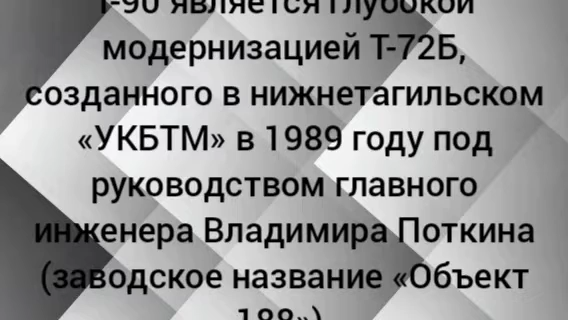 Т-90 является глубокой
модернизацией Т-72Б,
созданного в нижнетагильском
«УКБТМ» в 1989 году под
руководством главного
инженера Владимира Поткина
(заводское название «Объект
188»)